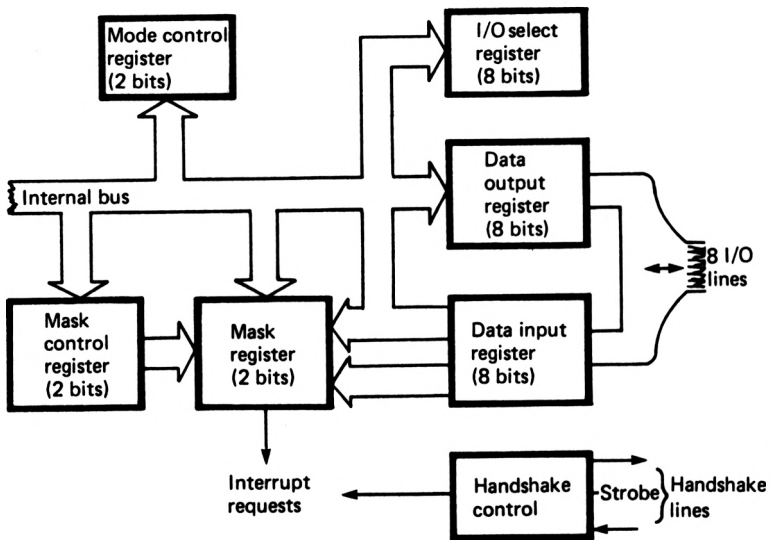 Mode control
register
(2 bits)
I/O select
register
(8 bits)
Internal bus
Data
output
register
(8 bits)
8 I/O
lines
Mask
control
register
(2 bits)
Mask
register
(2 bits)
Data input
register
(8 bits)
Interrupt
requests
Handshake
control
Strobe
Handshake
lines